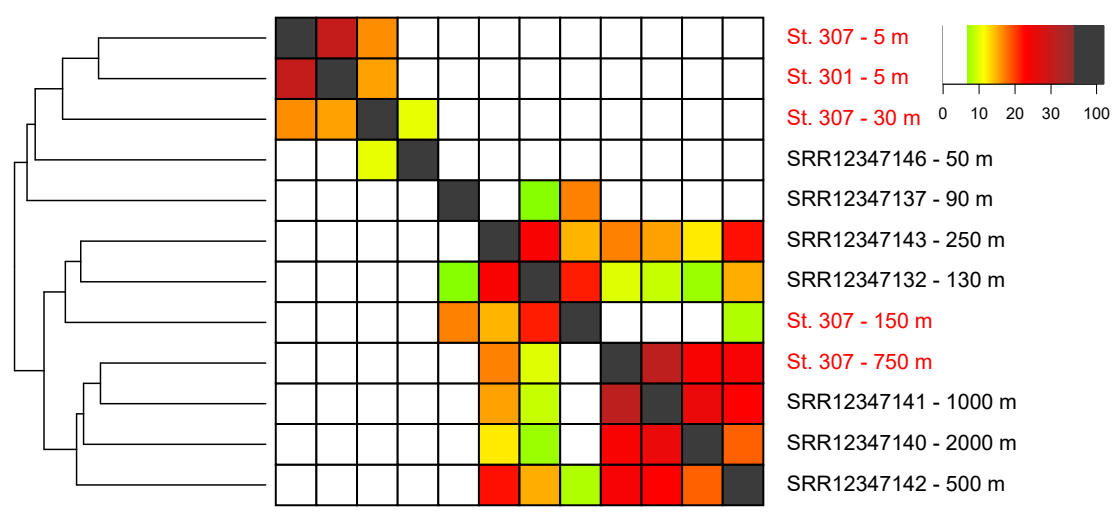 St. 307 - 5 m
St. 301 - 5 m
St. 307 - 30 m
0 10 20 30 100
SRR12347146 - 50 m
SRR12347137 - 90 m
SRR12347143 - 250 m
SRR12347132 - 130 m
St. 307 - 150 m
St. 307 - 750 m
SRR12347141 - 1000 m
SRR12347140 - 2000 m
SRR12347142 - 500 m